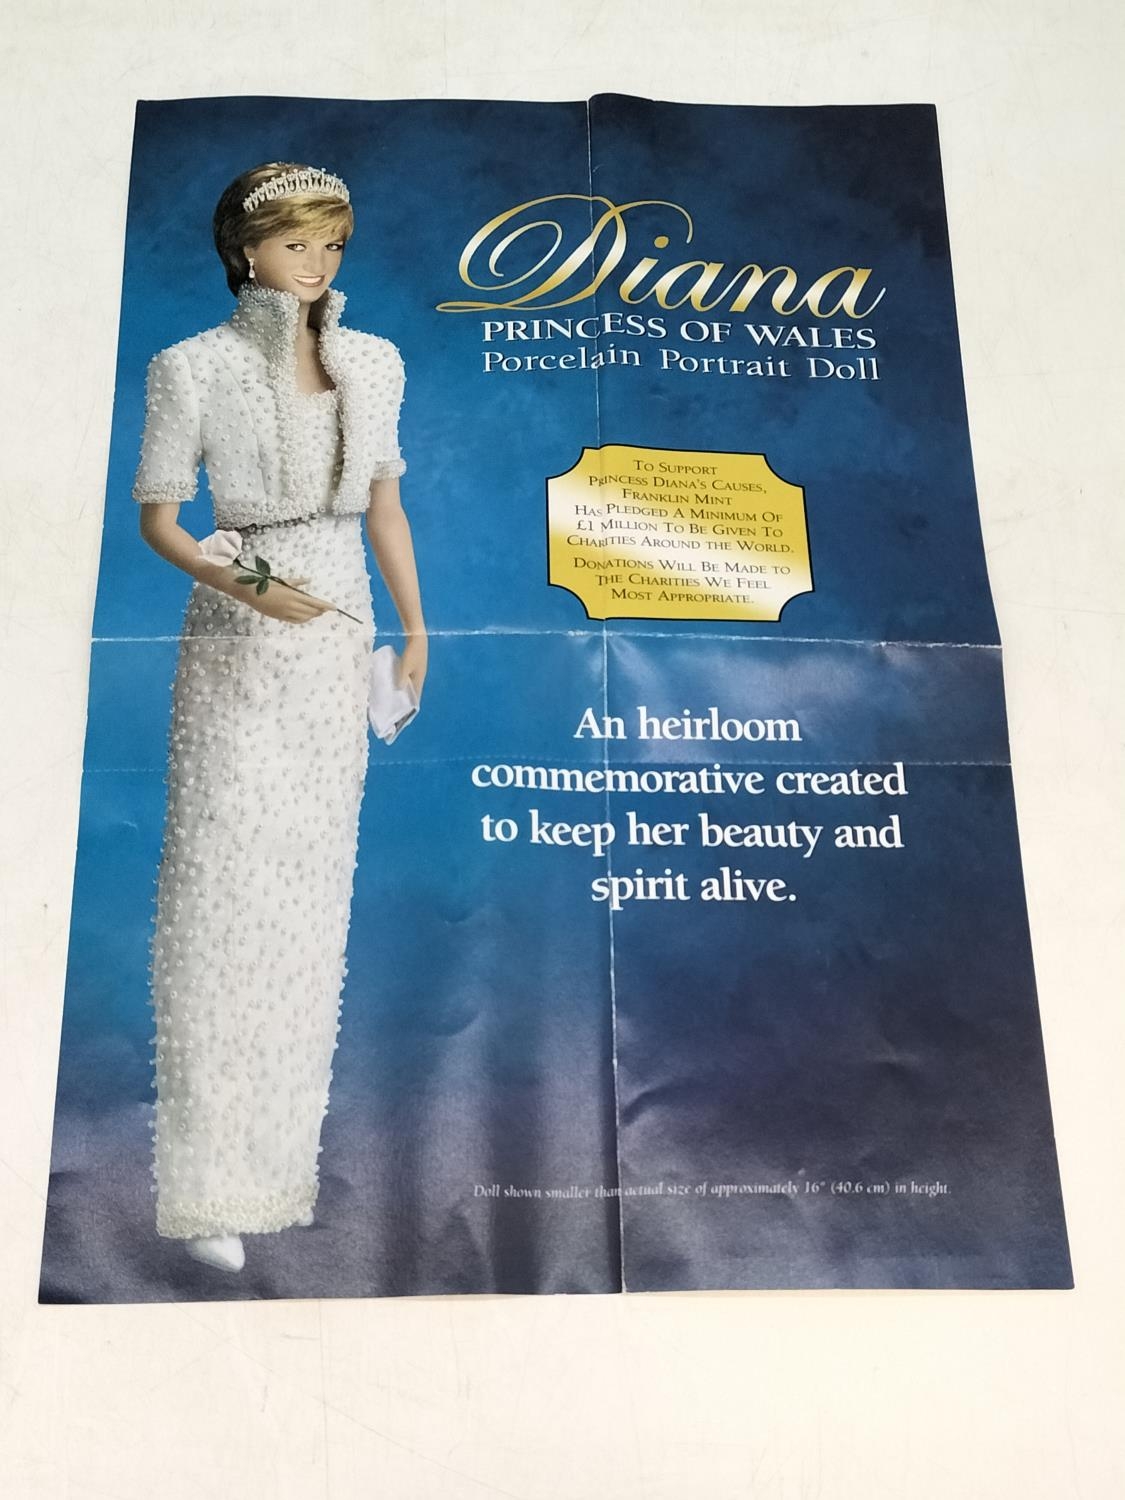 Diana
PRINCESS OF WALES
Porcelain Portrait Doll
To Support
Princess Diana's Causes,
Franklin Mint
Has Pledged A Minimum Of
£1 Million To Be Given To
Charities Around the World.
Donations Will Be Made to
The Charities We Feel
Most Appropriate.
An heirloom
commemorative created
to keep her beauty and
spirit alive.
Doll shown smaller than actual size of approximately 16" (40.6 cm) in height.